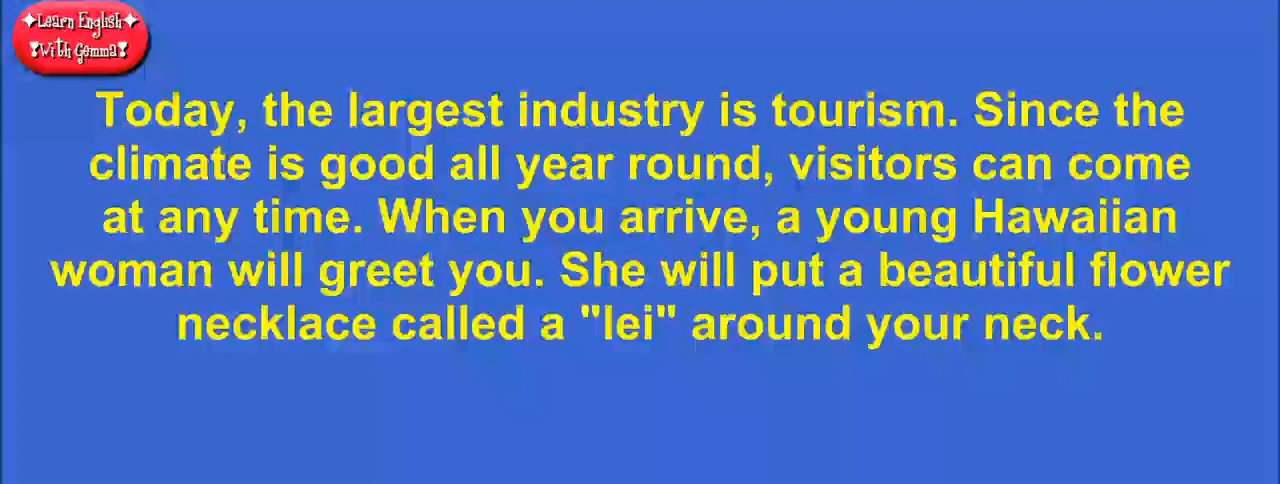 Learn English
With Gemma
Today, the largest industry is tourism. Since the
climate is good all year round, visitors can come
at any time. When you arrive, a young Hawaiian
woman will greet you. She will put a beautiful flower
necklace called a "lei" around your neck.